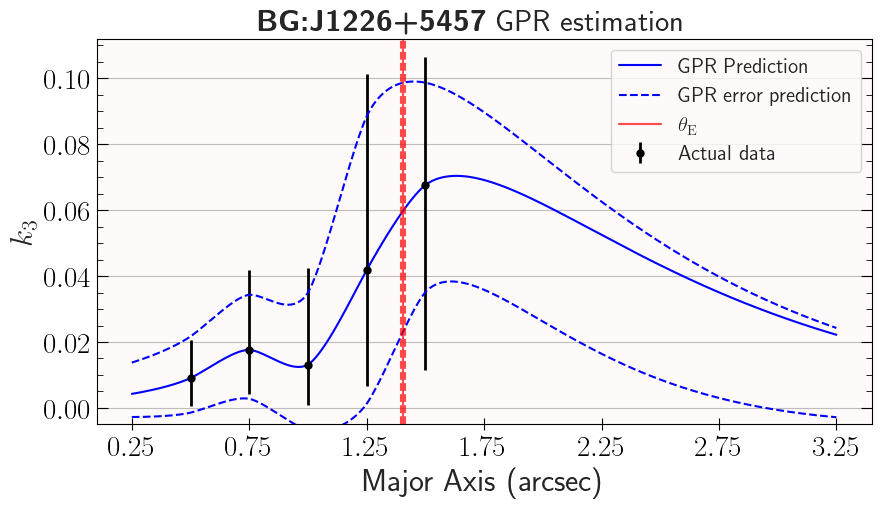 BG:J1226+5457 GPR estimation
GPR Prediction
GPR error prediction
θ_E
Actual data
k_3
0.10
0.08
0.06
0.04
0.02
0.00
0.25 0.75 1.25 1.75 2.25 2.75 3.25
Major Axis (arcsec)